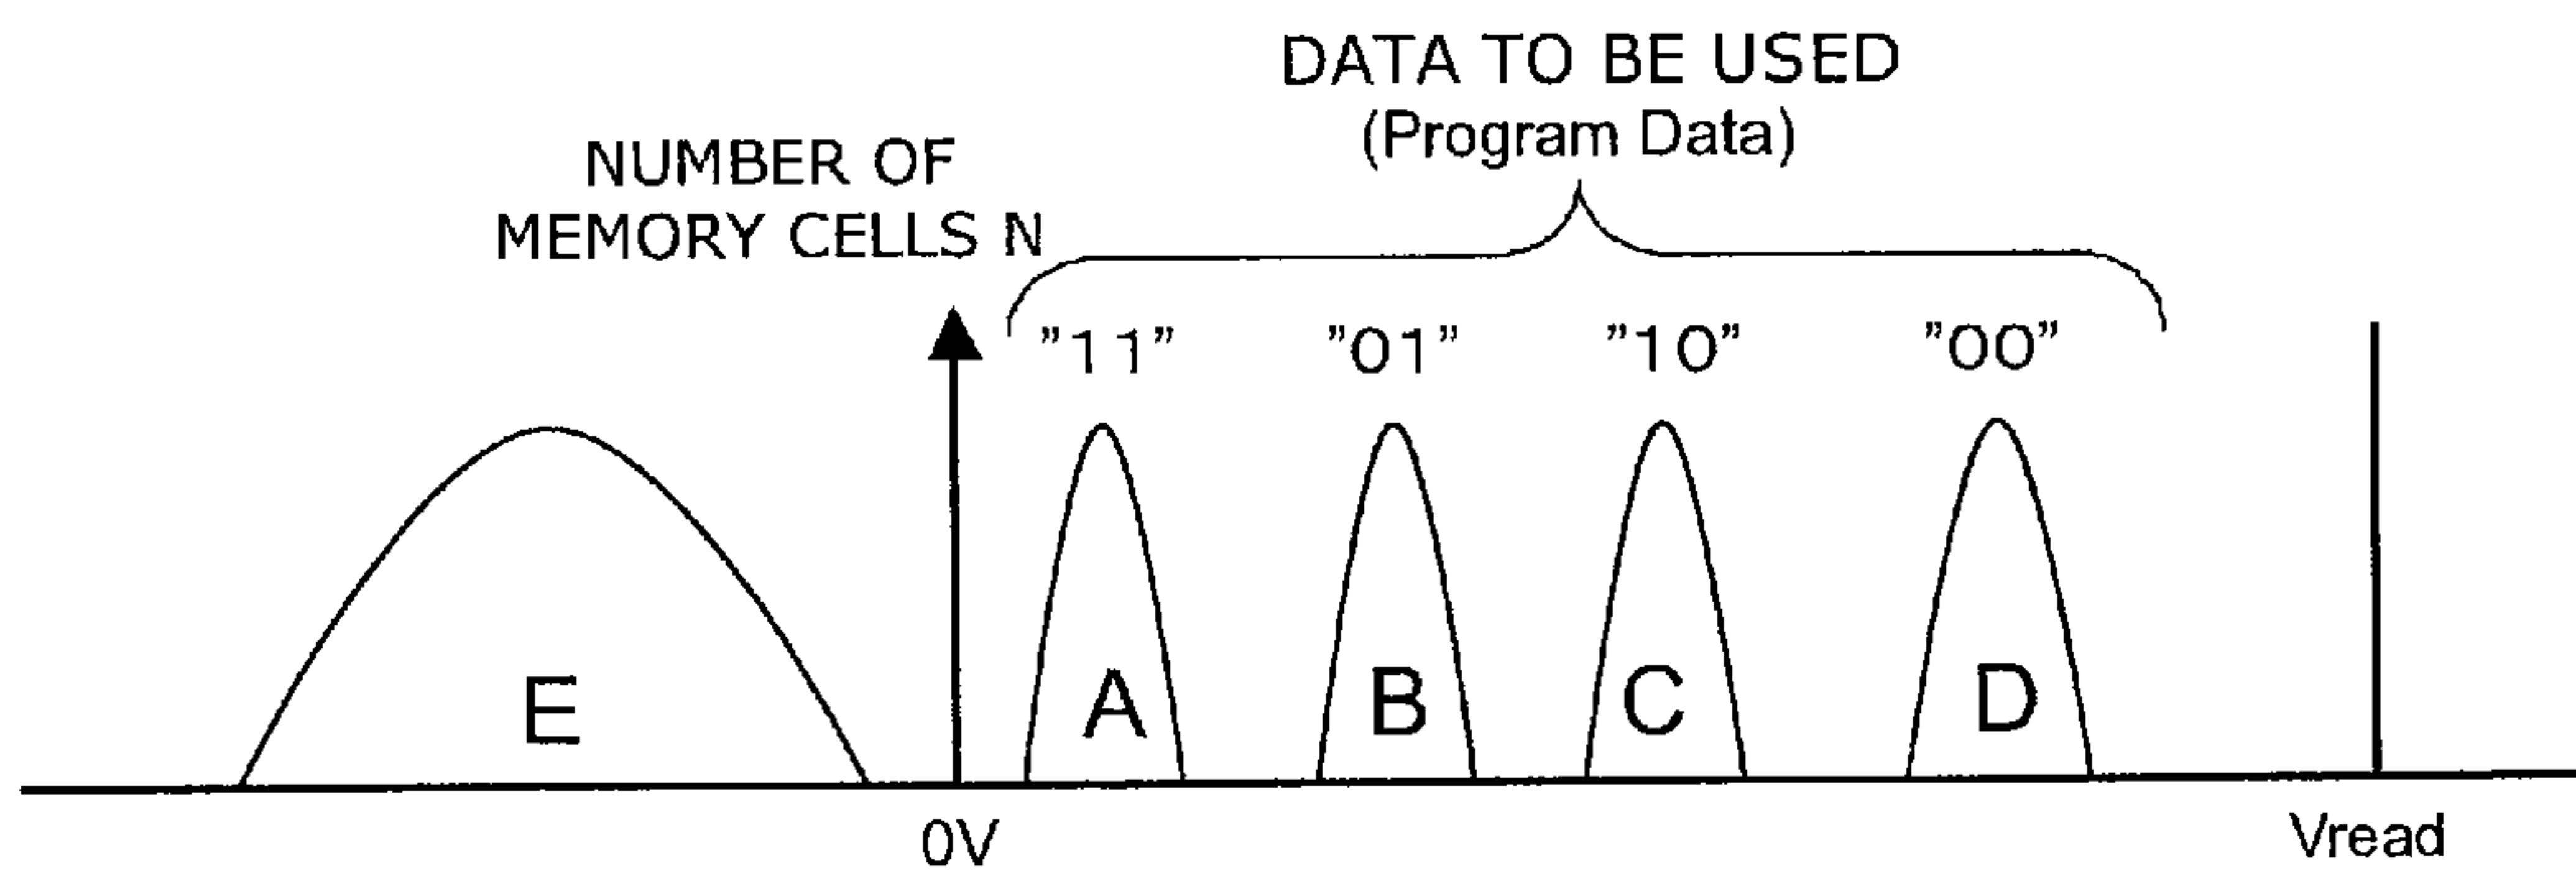 DATA TO BE USED
(Program Data)
NUMBER OF
MEMORY CELLS N
”11” ”01” ”10” ”00”
E A B C D
0V Vread